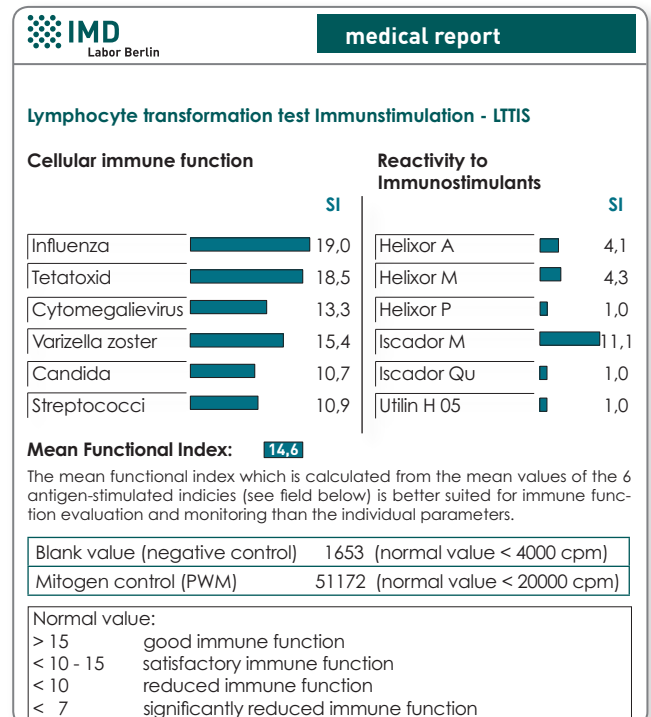 IMD
Labor Berlin
medical report
Lymphocyte transformation test Immunstimulation - LTTIS
Cellular immune function
SI
Influenza 19,0
Tetatoxid 18,5
Cytomegalievirus 13,3
Varizella zoster 15,4
Candida 10,7
Streptococci 10,9
Reactivity to
Immunostimulants
SI
Helixor A 4,1
Helixor M 4,3
Helixor P 1,0
Iscador M 11,1
Iscador Qu 1,0
Utilin H 05 1,0
Mean Functional Index: 14,6
The mean functional index which is calculated from the mean values of the 6
antigen-stimulated indicies (see field below) is better suited for immune func-
tion evaluation and monitoring than the individual parameters.
Blank value (negative control) 1653 (normal value < 4000 cpm)
Mitogen control (PWM) 51172 (normal value < 20000 cpm)
Normal value:
> 15 good immune function
< 10 - 15 satisfactory immune function
< 10 reduced immune function
< 7 significantly reduced immune function